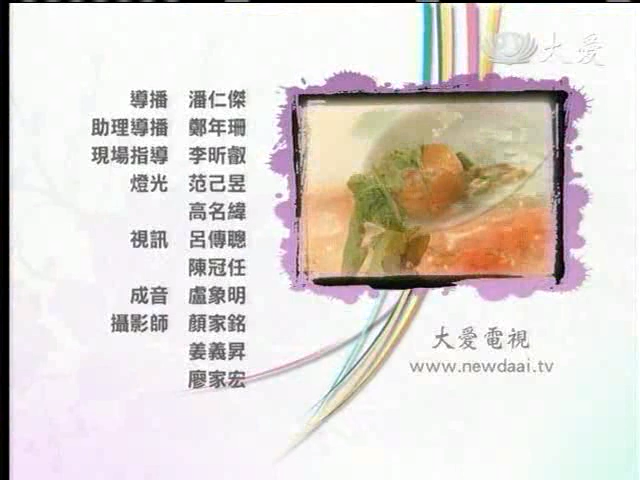 大愛
導播 潘仁傑
助理導播 鄭年珊
現場指導 李昕叡
燈光 范己昱
高名緯
視訊 呂傳聰
陳冠任
成音 盧象明
攝影師 顏家銘
姜義昇
廖家宏
大愛電視
www.newdaai.tv